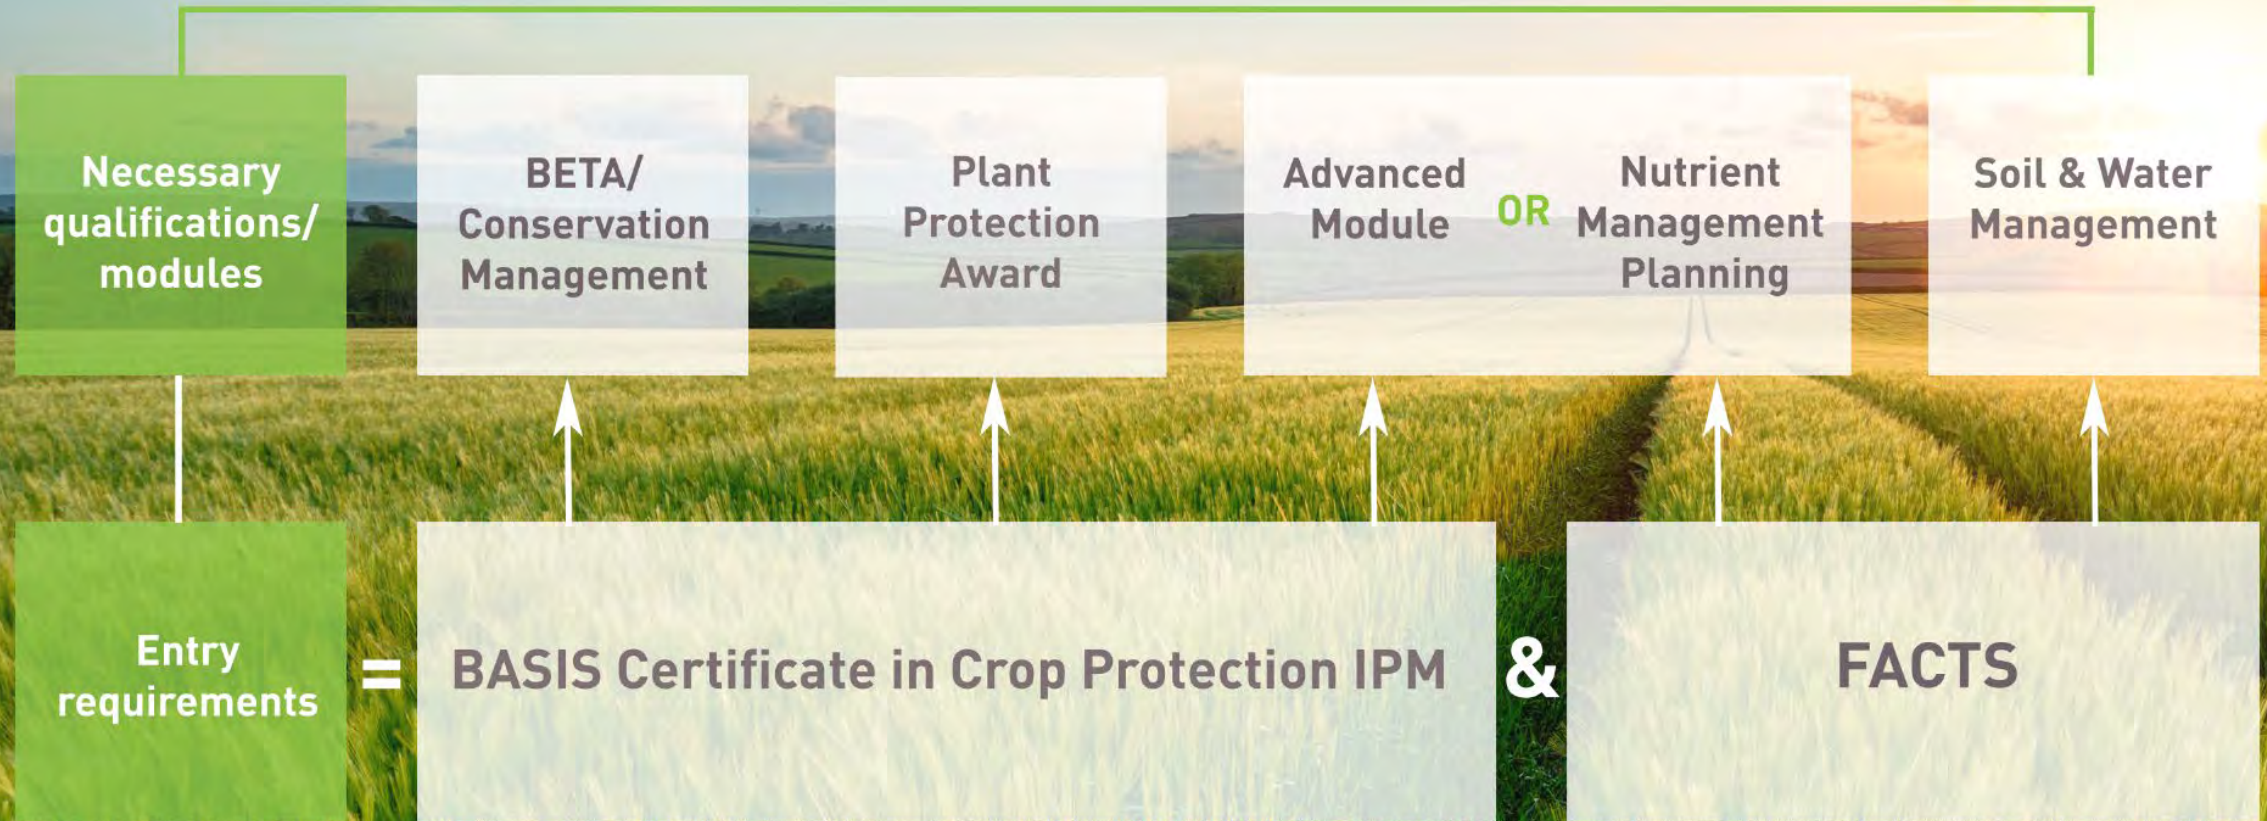 Necessary
qualifications/
modules
BETA/
Conservation
Management
Plant
Protection
Award
Advanced
Module
OR
Nutrient
Management
Planning
Soil & Water
Management
Entry
requirements
=
BASIS Certificate in Crop Protection IPM
&
FACTS